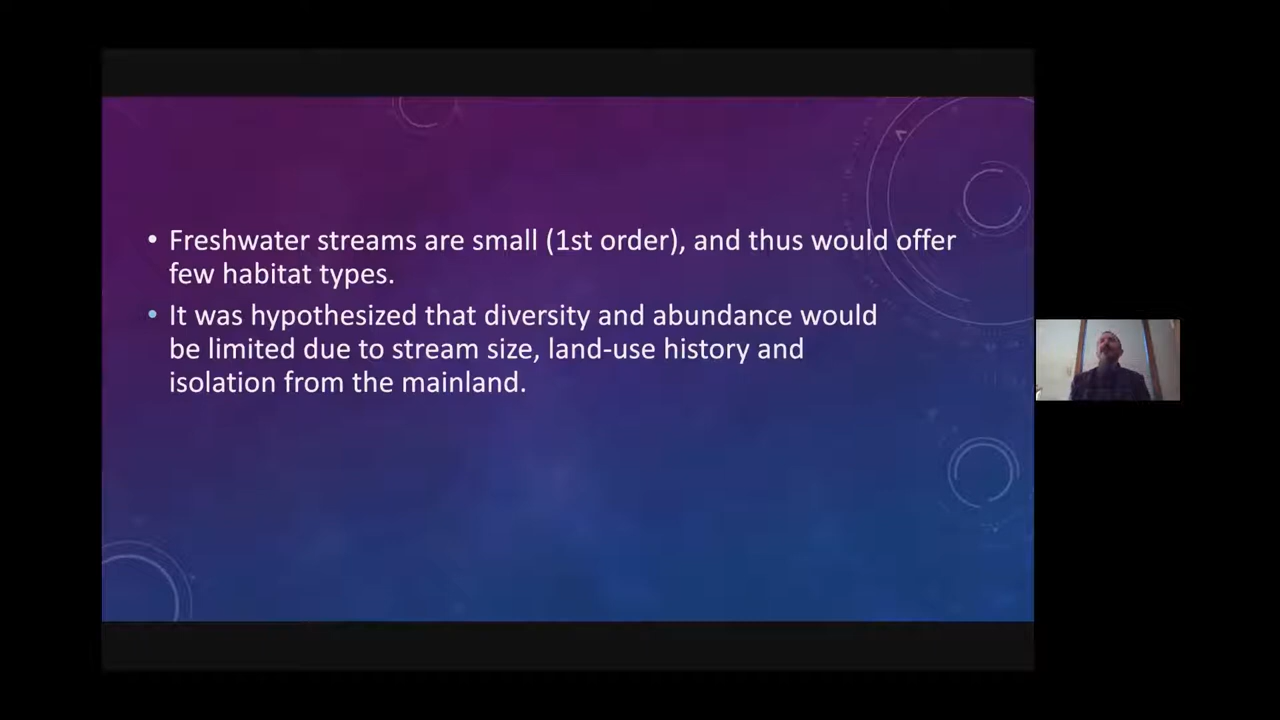 • Freshwater streams are small (1st order), and thus would offer
few habitat types.
• It was hypothesized that diversity and abundance would
be limited due to stream size, land-use history and
isolation from the mainland.